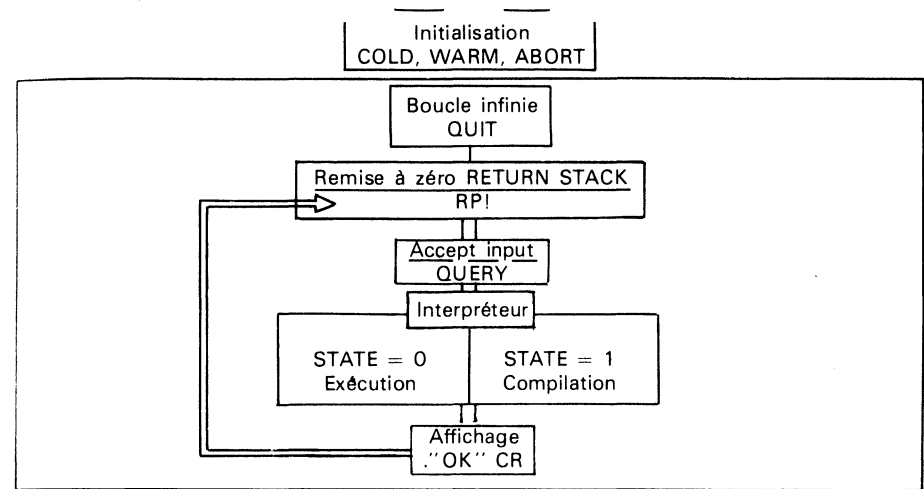 Initialisation
COLD, WARM, ABORT
Boucle infinie
QUIT
Remise à zéro RETURN STACK
RP!
Accept input
QUERY
Interpréteur
STATE = 0
Exécution
STATE = 1
Compilation
Affichage
.''OK'' CR